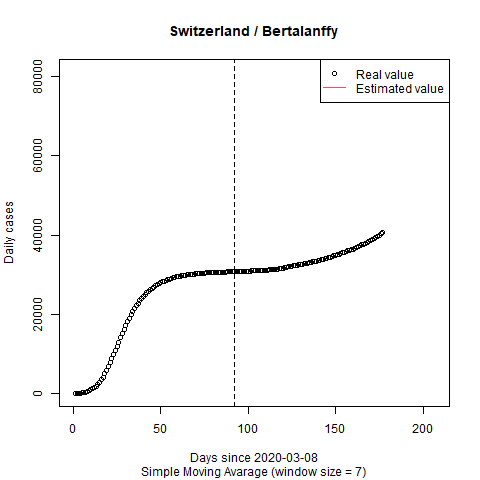 Switzerland / Bertalanffy
Real value
Estimated value
Daily cases
80000
60000
40000
20000
0
0
50
100
150
200
Days since 2020-03-08
Simple Moving Avarage (window size = 7)